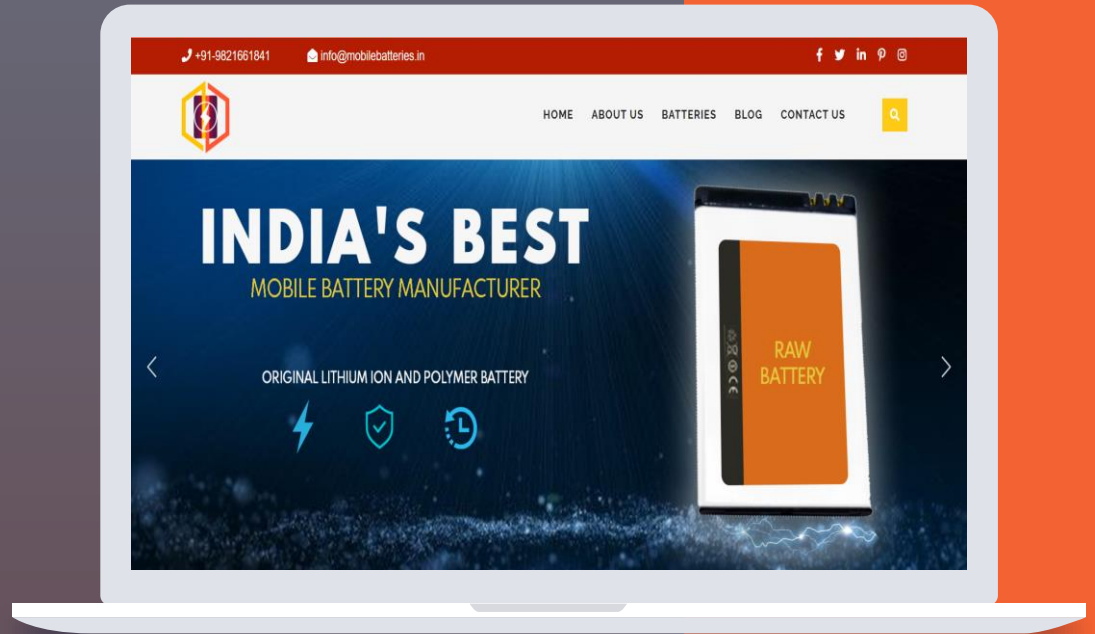 +91-9821661841
info@mobilebatteries.in
HOME ABOUT US BATTERIES BLOG CONTACT US
INDIA'S BEST
MOBILE BATTERY MANUFACTURER
ORIGINAL LITHIUM ION AND POLYMER BATTERY
RAW
BATTERY